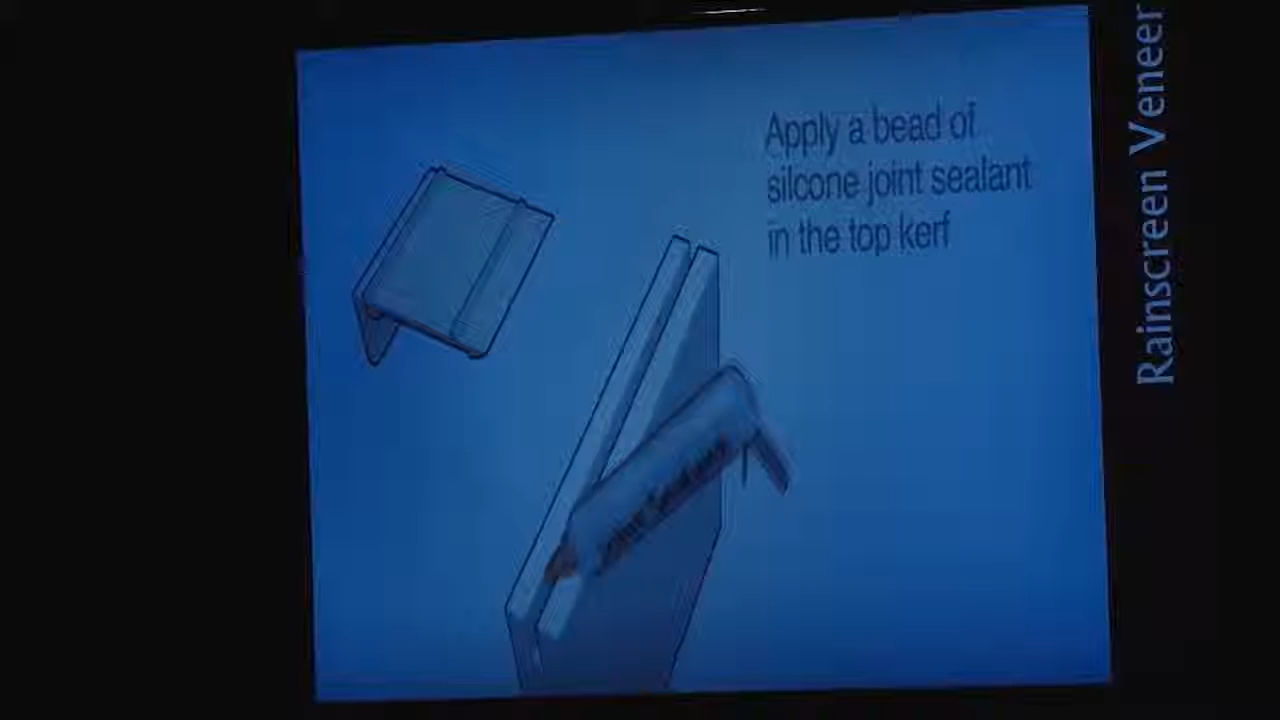 Apply a bead of
silcone joint sealant
in the top kerf
Rainscreen Veneer